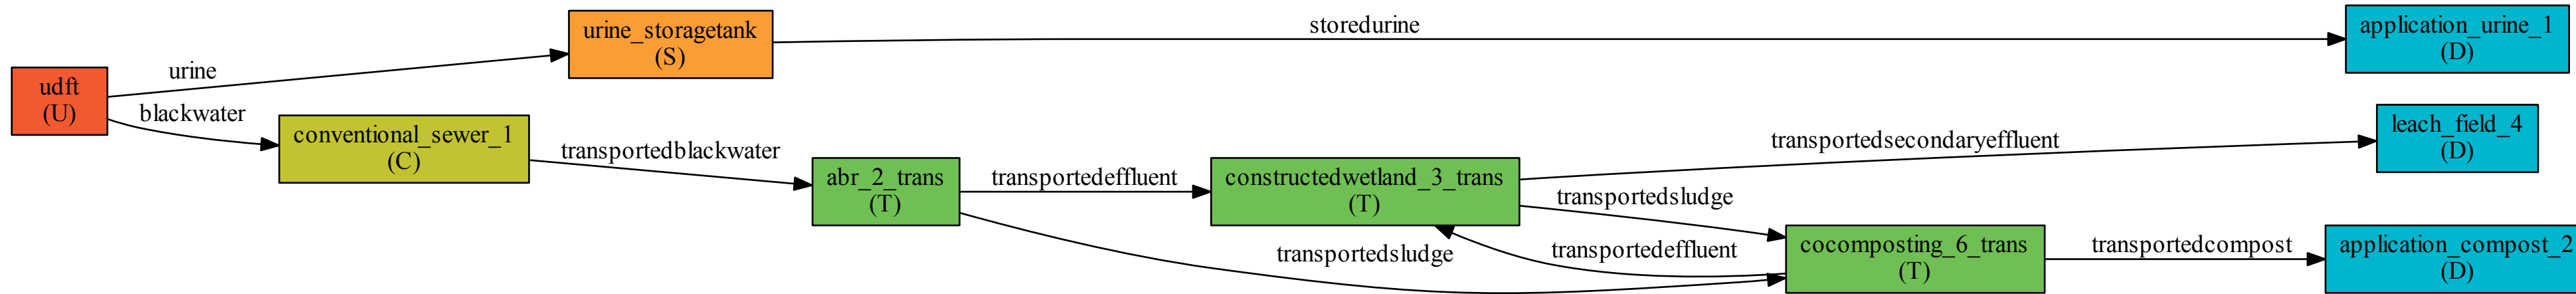 udft
(U)
urine
blackwater
urine_storagetank
(S)
storedurine
application_urine_1
(D)
conventional_sewer_1
(C)
transportedblackwater
abr_2_trans
(T)
transportedeffluent
transportedsludge
constructedwetland_3_trans
(T)
transportedsecondaryeffluent
leach_field_4
(D)
transportedsludge
transportedeffluent
cocomposting_6_trans
(T)
transportedcompost
application_compost_2
(D)